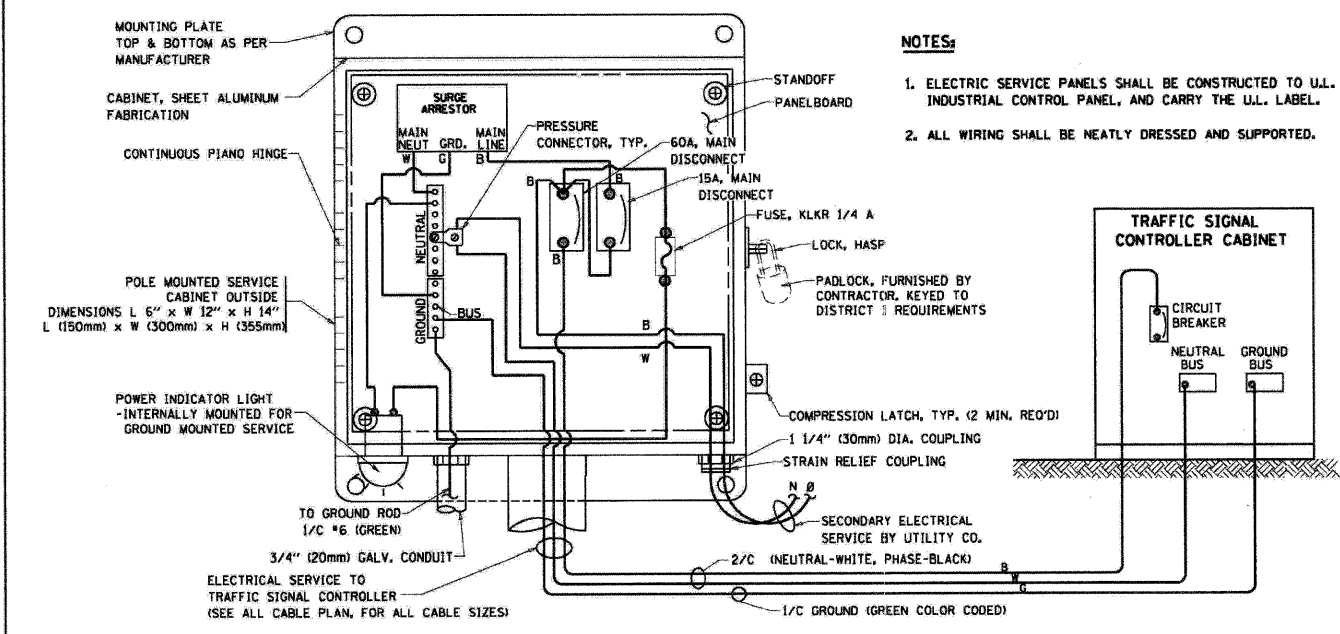 MOUNTING PLATE
TOP & BOTTOM AS PER
MANUFACTURER
CABINET, SHEET ALUMINUM
FABRICATION
CONTINUOUS PIANO HINGE
POLE MOUNTED SERVICE
CABINET OUTSIDE
DIMENSIONS L 6" x W 12" x H 14"
L (150mm) x W (300mm) x H (355mm)
POWER INDICATOR LIGHT
-INTERNALLY MOUNTED FOR
GROUND MOUNTED SERVICE
TO GROUND ROD
1/C #6 (GREEN)
3/4" (20mm) GALV. CONDUIT
ELECTRICAL SERVICE TO
TRAFFIC SIGNAL CONTROLLER
(SEE ALL CABLE PLAN, FOR ALL CABLE SIZES)
SURGE
ARRESTOR
MAIN
NEUT
GRD.
MAIN
LINE
W
G
B
NEUTRAL
GROUND
BUS
PRESSURE
CONNECTOR, TYP.
STANDOFF
PANELBOARD
60A, MAIN
DISCONNECT
15A, MAIN
DISCONNECT
FUSE, KLKR 1/4 A
B
B
B
B
W
LOCK, HASP
PADLOCK, FURNISHED BY
CONTRACTOR, KEYED TO
DISTRICT 1 REQUIREMENTS
COMPRESSION LATCH, TYP. (2 MIN. REQ'D)
1 1/4" (30mm) DIA. COUPLING
STRAIN RELIEF COUPLING
N Ø
SECONDARY ELECTRICAL
SERVICE BY UTILITY CO.
2/C (NEUTRAL-WHITE, PHASE-BLACK)
B
W
G
1/C GROUND (GREEN COLOR CODED)
NOTES:
1. ELECTRIC SERVICE PANELS SHALL BE CONSTRUCTED TO U.L.
INDUSTRIAL CONTROL PANEL, AND CARRY THE U.L. LABEL.
2. ALL WIRING SHALL BE NEATLY DRESSED AND SUPPORTED.
TRAFFIC SIGNAL
CONTROLLER CABINET
CIRCUIT
BREAKER
NEUTRAL
BUS
GROUND
BUS